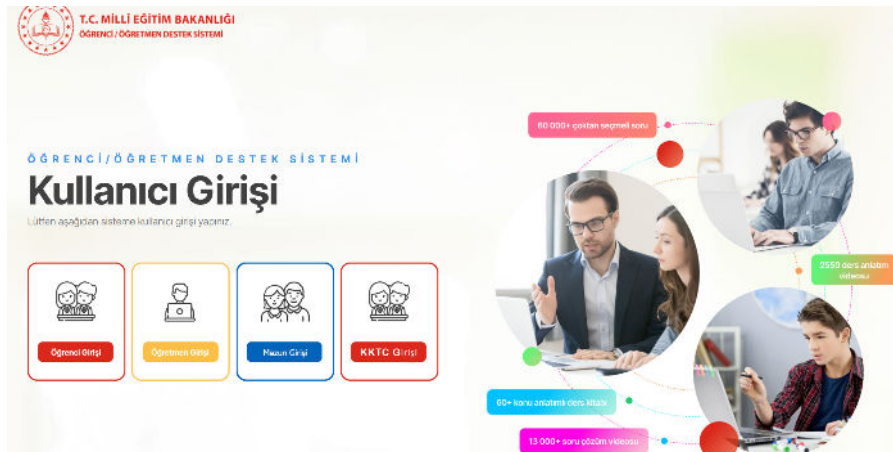 T.C. MİLLÎ EĞİTİM BAKANLIĞI
ÖĞRENCİ / ÖĞRETMEN DESTEK SİSTEMİ
ÖĞRENCİ/ÖĞRETMEN DESTEK SİSTEMİ
Kullanıcı Girişi
Lütfen aşağıdan sisteme kullanıcı girişi yapınız.
Öğrenci Girişi
Öğretmen Girişi
Mezun Girişi
KKTC Girişi
60.000+ çoktan seçmeli soru
2550 ders anlatım
videosu
60+ konu anlatımlı ders kitabı
13.000+ soru çözüm videosu